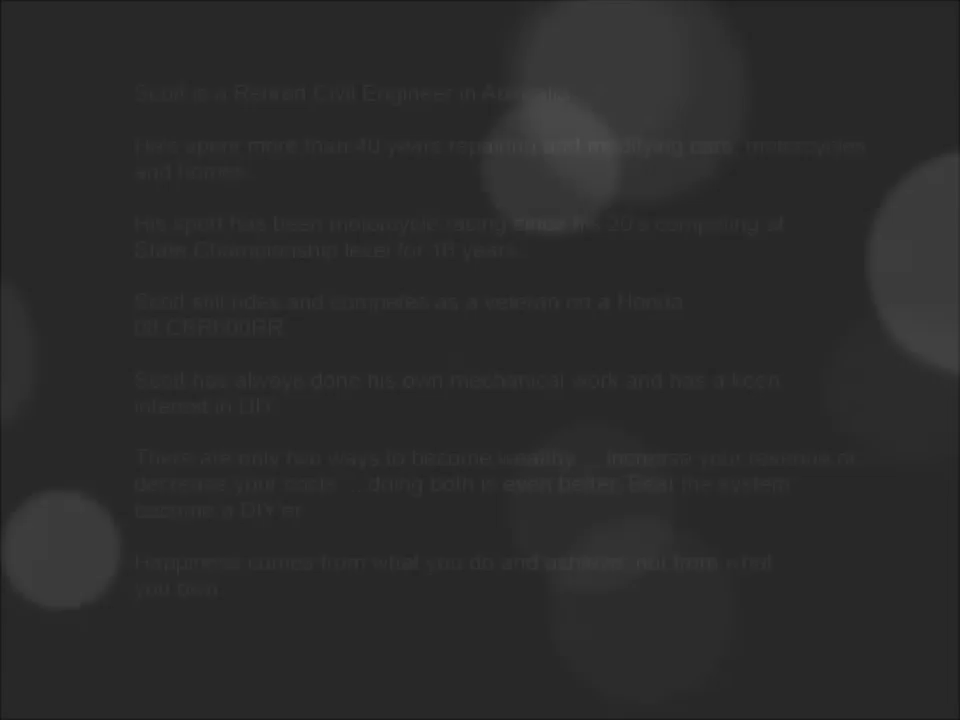 Scott is a Retired Civil Engineer in Australia
He's spent more than 40 years repairing and modifying cars, motorcycles
and homes.
His sport has been motorcycle racing since his 20's competing at
State Championship level for 16 years.
Scott still rides and competes as a veteran on a Honda
CBR600RR
Scott has always done his own mechanical work and has a keen
interest in DIY
There are only two ways to become wealthy ... increase your revenue or
decrease your costs ... doing both is even better. Beat the system
become a DIY'er
Happiness comes from what you do and achieve, not from what
you own